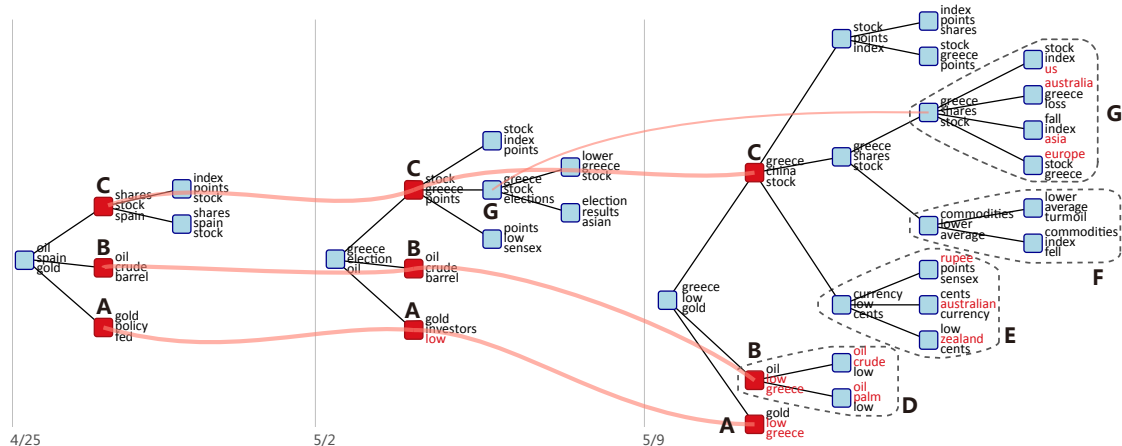 C
shares
stock
spain
index
points
stock
shares
spain
stock
oil
spain
gold
B
oil
crude
barrel
A
gold
policy
fed
4/25
C
stock
greece
points
stock
index
points
greece
stock
elections
G
lower
greece
stock
election
results
asian
points
low
sensex
greece
election
oil
B
oil
crude
barrel
A
gold
investors
low
5/2
greece
low
gold
C
greece
china
stock
stock
points
index
index
points
shares
stock
greece
points
greece
shares
stock
greece
shares
stock
stock
index
us
australia
greece
loss
fall
index
asia
europe
stock
greece
G
commodities
lower
average
lower
average
turmoil
commodities
index
fell
F
currency
low
cents
rupee
points
sensex
cents
australian
currency
low
zealand
cents
E
B
oil
low
greece
oil
crude
low
oil
palm
low
D
A
gold
low
greece
5/9